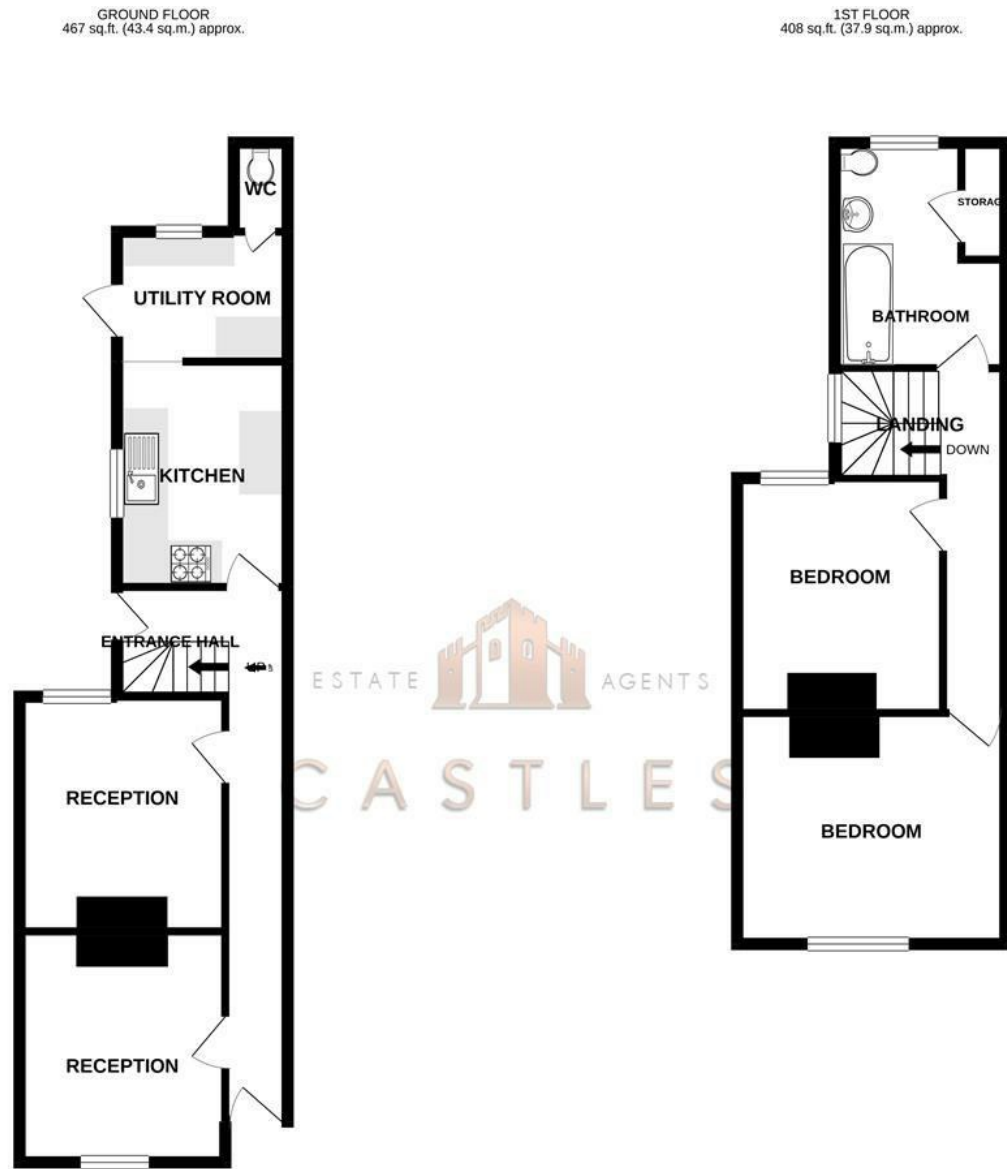 GROUND FLOOR
467 sq.ft. (43.4 sq.m.) approx.
WC
UTILITY ROOM
KITCHEN
ENTRANCE HALL
RECEPTION
RECEPTION
1ST FLOOR
408 sq.ft. (37.9 sq.m.) approx.
STORAG
BATHROOM
LANDING
DOWN
BEDROOM
BEDROOM
ESTATE AGENTS
CASTLES